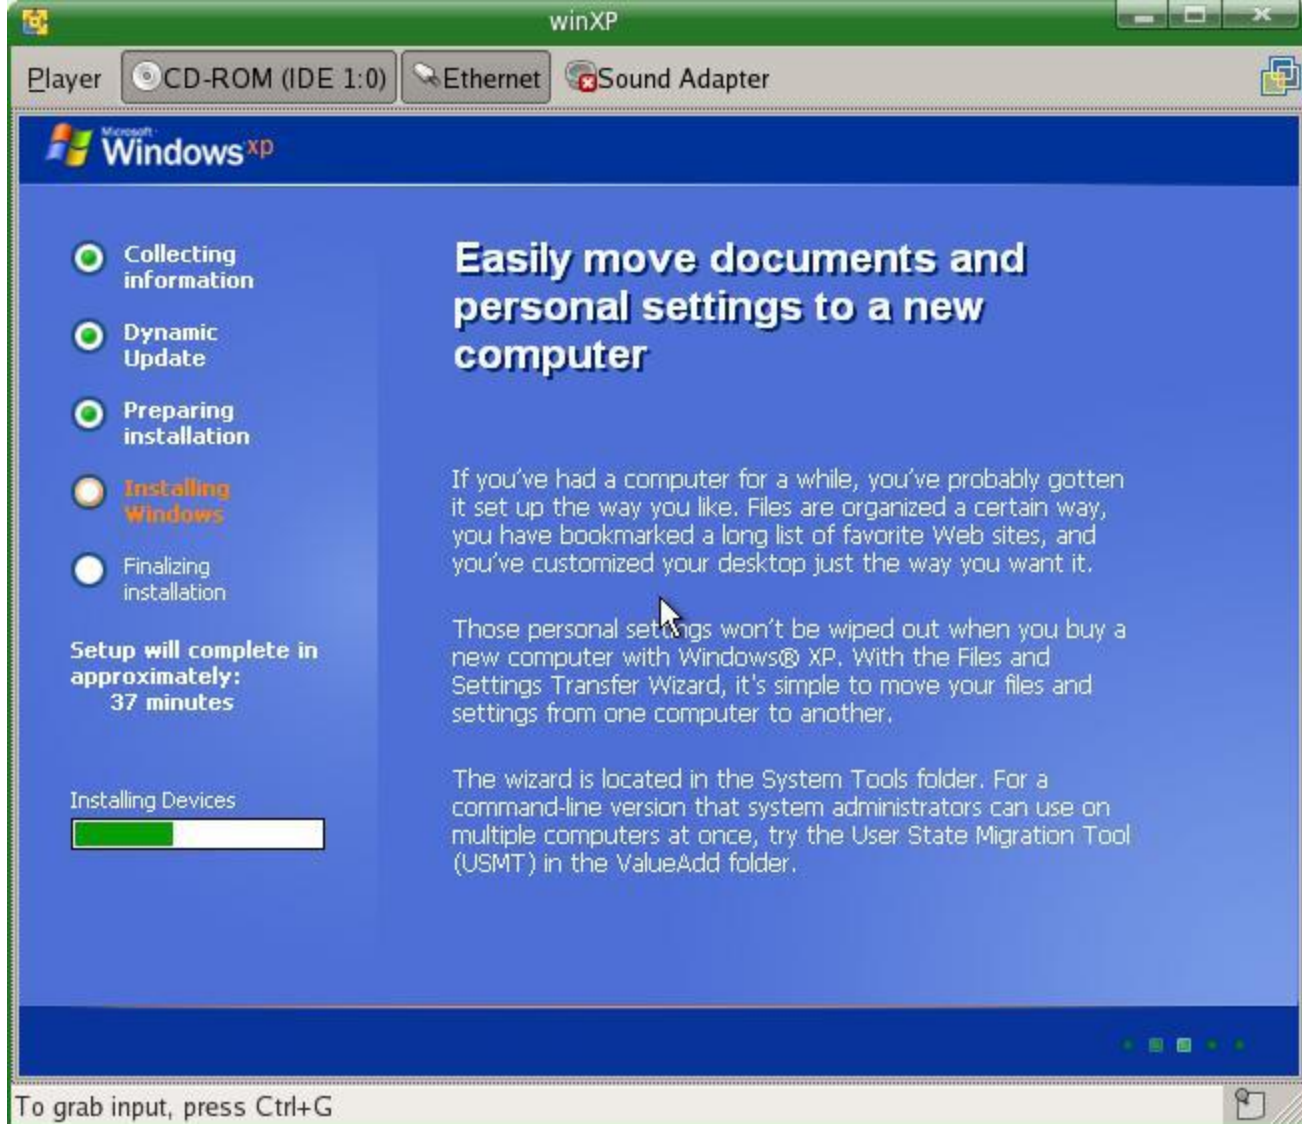 winXP
Player CD-ROM (IDE 1:0) Ethernet Sound Adapter
Microsoft
Windows xp
Collecting
information
Dynamic
Update
Preparing
installation
Installing
Windows
Finalizing
installation
Setup will complete in
approximately:
37 minutes
Installing Devices
Easily move documents and
personal settings to a new
computer
If you've had a computer for a while, you've probably gotten
it set up the way you like. Files are organized a certain way,
you have bookmarked a long list of favorite Web sites, and
you've customized your desktop just the way you want it.
Those personal settings won't be wiped out when you buy a
new computer with Windows® XP. With the Files and
Settings Transfer Wizard, it's simple to move your files and
settings from one computer to another.
The wizard is located in the System Tools folder. For a
command-line version that system administrators can use on
multiple computers at once, try the User State Migration Tool
(USMT) in the ValueAdd folder.
To grab input, press Ctrl+G